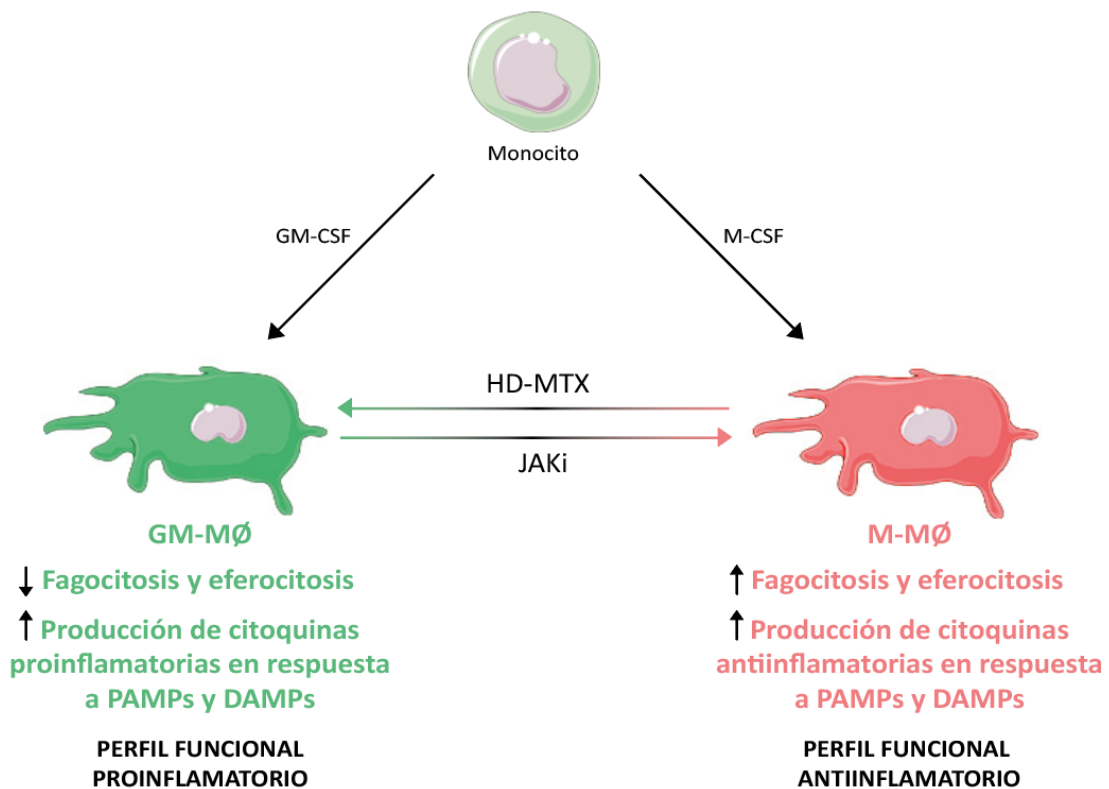 Monocito
GM-CSF
M-CSF
HD-MTX
JAKi
GM-MØ
↓ Fagocitosis y eferocitosis
↑ Producción de citoquinas
proinflamatorias en respuesta
a PAMPs y DAMPs
PERFIL FUNCIONAL
PROINFLAMATORIO
M-MØ
↑ Fagocitosis y eferocitosis
↑ Producción de citoquinas
antiinflamatorias en respuesta
a PAMPs y DAMPs
PERFIL FUNCIONAL
ANTIINFLAMATORIO